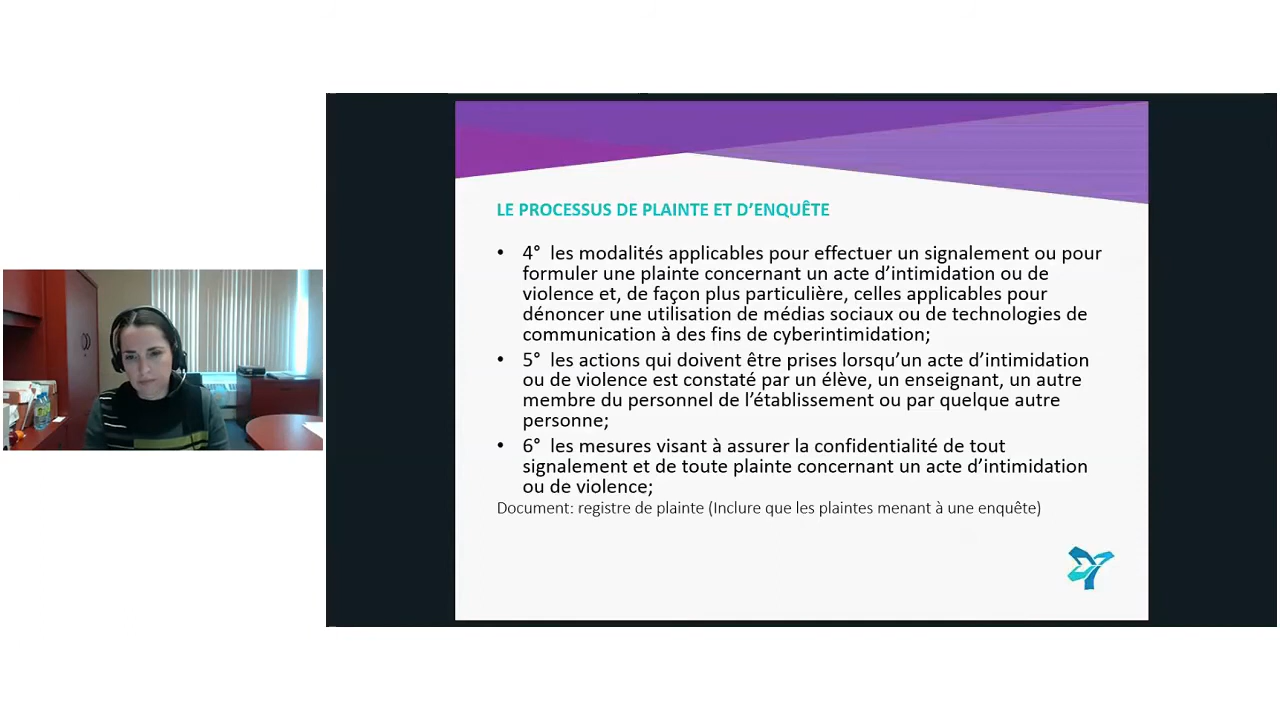 LE PROCESSUS DE PLAINTE ET D’ENQUÊTE
• 4° les modalités applicables pour effectuer un signalement ou pour
formuler une plainte concernant un acte d’intimidation ou de
violence et, de façon plus particulière, celles applicables pour
dénoncer une utilisation de médias sociaux ou de technologies de
communication à des fins de cyberintimidation;
• 5° les actions qui doivent être prises lorsqu’un acte d’intimidation
ou de violence est constaté par un élève, un enseignant, un autre
membre du personnel de l’établissement ou par quelque autre
personne;
• 6° les mesures visant à assurer la confidentialité de tout
signalement et de toute plainte concernant un acte d’intimidation
ou de violence;
Document: registre de plainte (Inclure que les plaintes menant à une enquête)